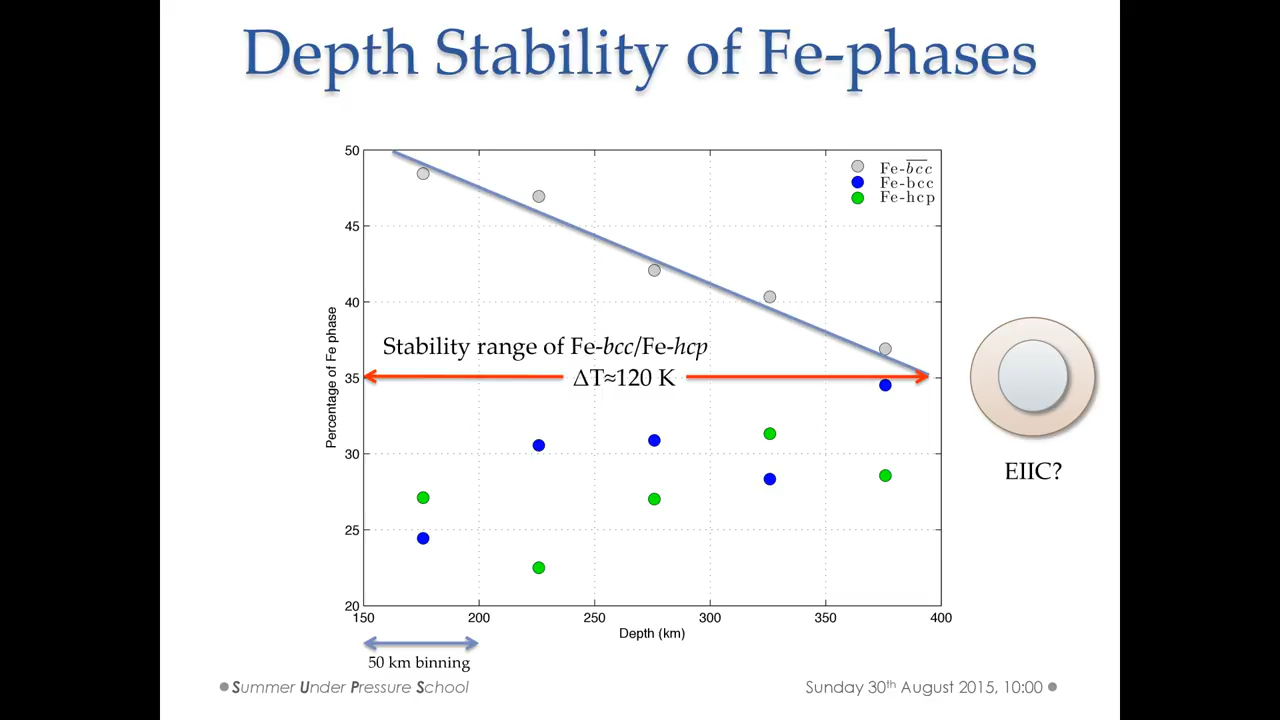 Depth Stability of Fe-phases
50
45
40
35
30
25
20
Percentage of Fe phase
Fe-b̅c̅c̅
Fe-bcc
Fe-hcp
Stability range of Fe-bcc/Fe-hcp
ΔT≈120 K
EIIC?
150 200 250 300 350 400
Depth (km)
50 km binning
Summer Under Pressure School
Sunday 30th August 2015, 10:00